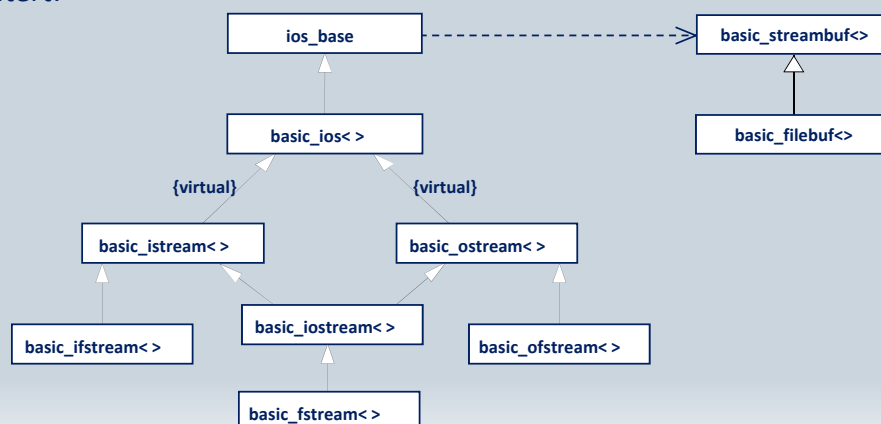 ios_base
basic_streambuf<>
basic_ios< >
basic_filebuf<>
{virtual}
{virtual}
basic_istream< >
basic_ostream< >
basic_iostream< >
basic_ifstream< >
basic_ofstream< >
basic_fstream< >